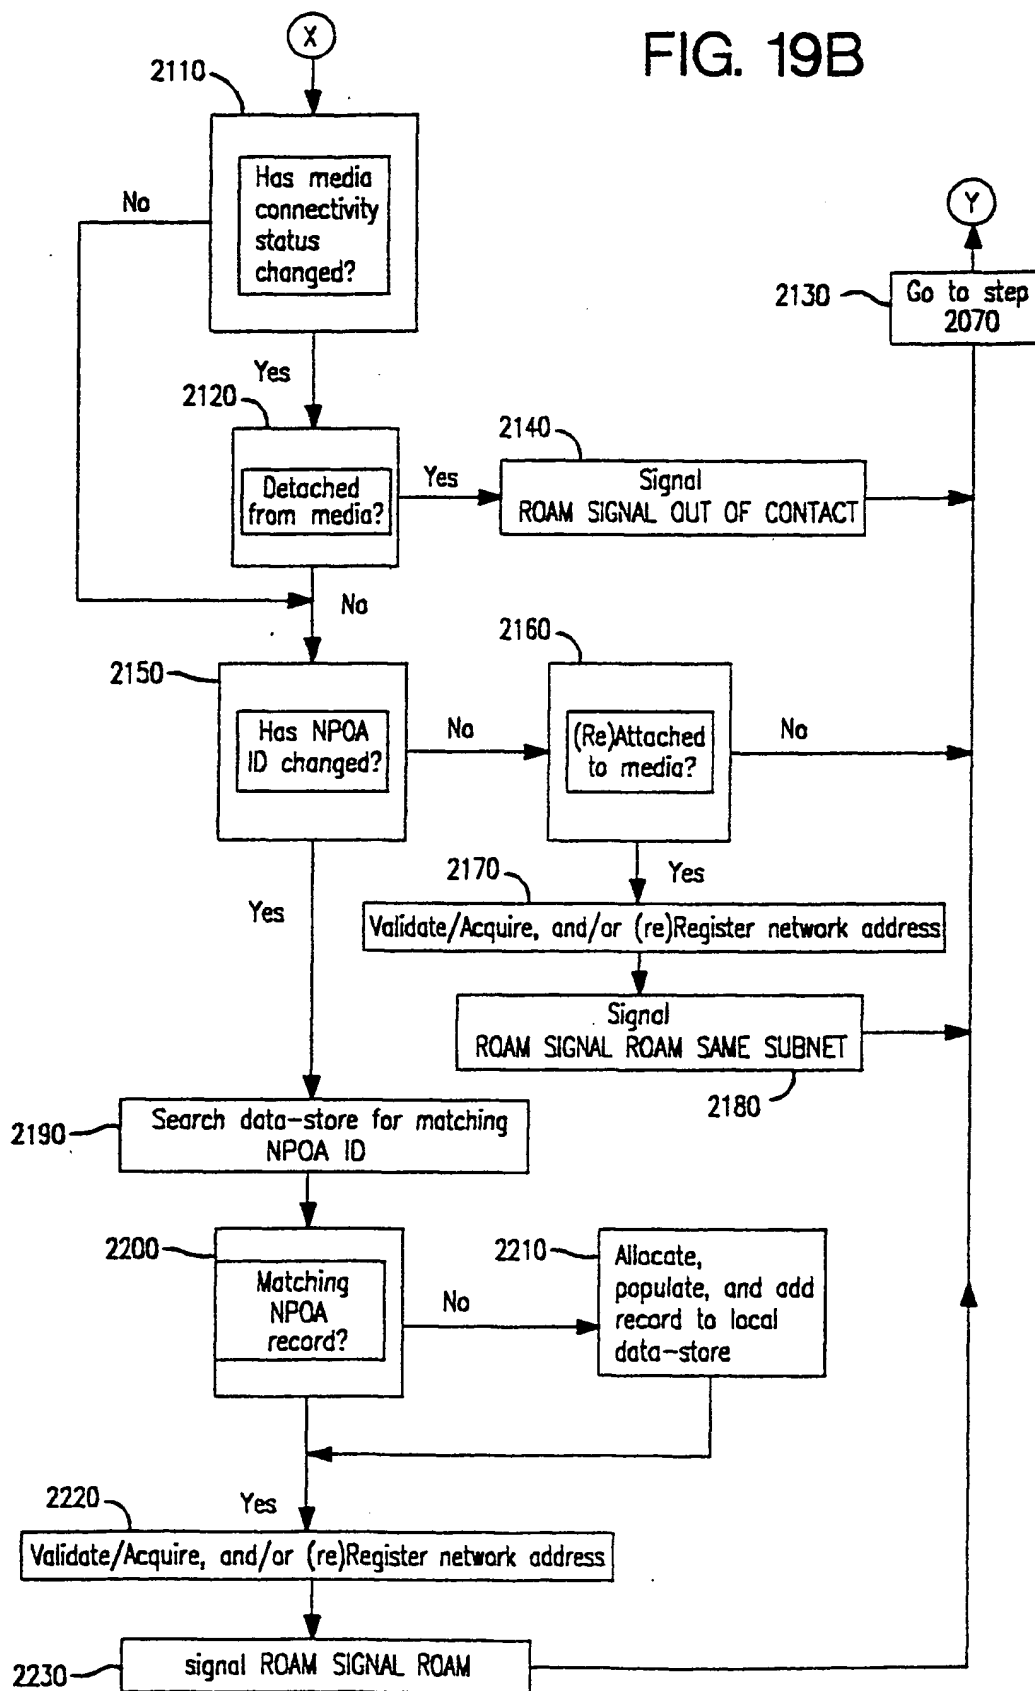 FIG. 19B
X
2110
Has media
connectivity
status
changed?
No
Yes
Y
2130
Go to step
2070
2120
Detached
from media?
Yes
No
2140
Signal
ROAM SIGNAL OUT OF CONTACT
2150
Has NPOA
ID changed?
No
Yes
2160
(Re)Attached
to media?
No
Yes
2170
Validate/Acquire, and/or (re)Register network address
Signal
ROAM SIGNAL ROAM SAME SUBNET
2180
2190
Search data-store for matching
NPOA ID
2200
Matching
NPOA
record?
No
2210
Allocate,
populate, and add
record to local
data-store
Yes
2220
Validate/Acquire, and/or (re)Register network address
2230
signal ROAM SIGNAL ROAM